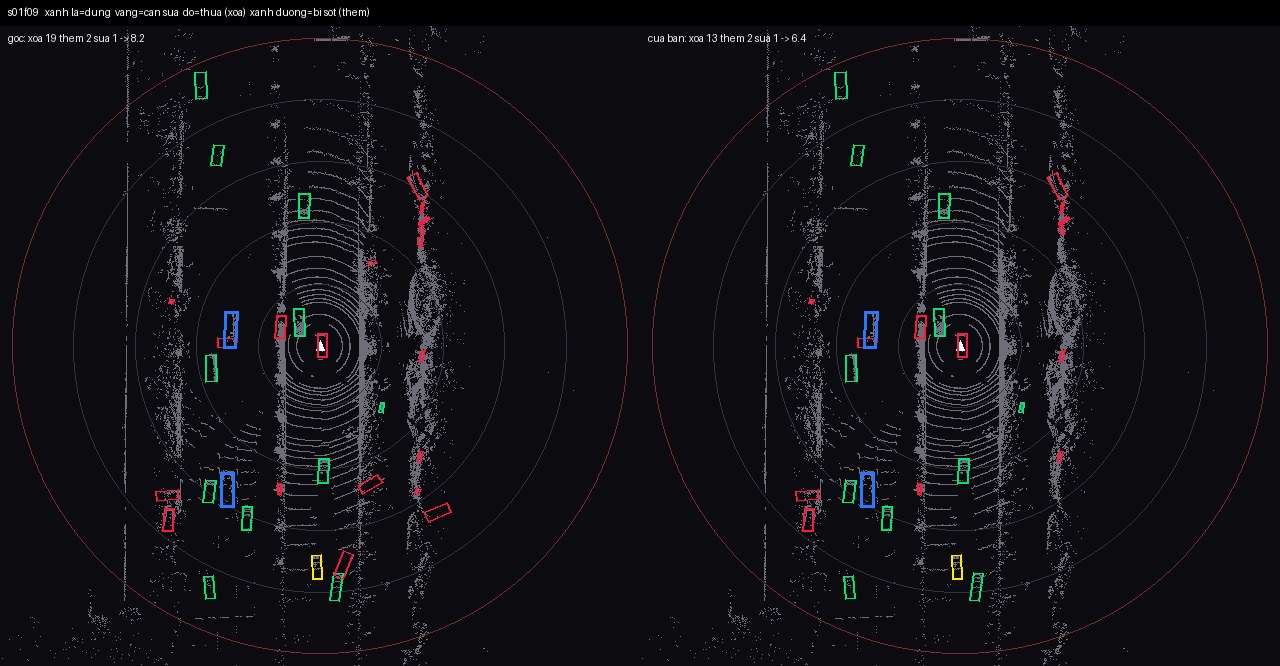 s01f09 xanh la=dung vang=can sua do=thua (xoa) xanh duong=bi sot (them)
goc: xoa 19 them 2 sua 1 -> 8.2
cua ban: xoa 13 them 2 sua 1 -> 6.4